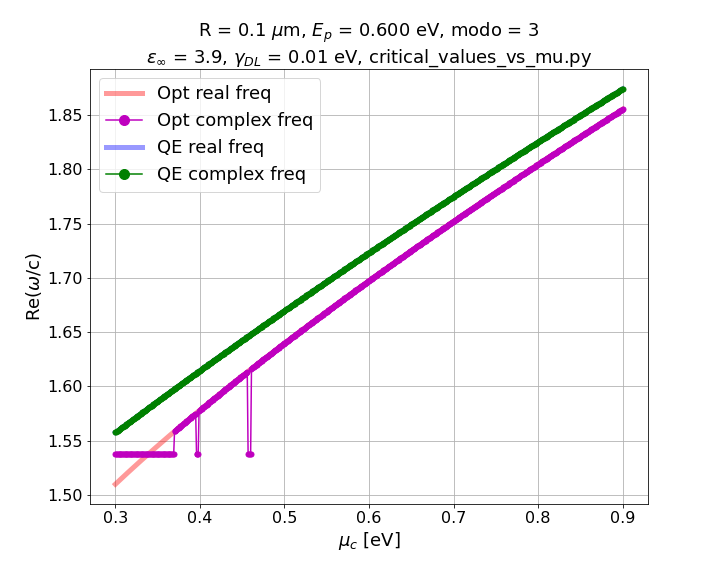 R = 0.1 μm, E_p = 0.600 eV, modo = 3
ε_∞ = 3.9, γ_DL = 0.01 eV, critical_values_vs_mu.py
Opt real freq
Opt complex freq
QE real freq
QE complex freq
1.85
1.80
1.75
1.70
1.65
1.60
1.55
1.50
Re(ω/c)
0.3 0.4 0.5 0.6 0.7 0.8 0.9
μ_c [eV]